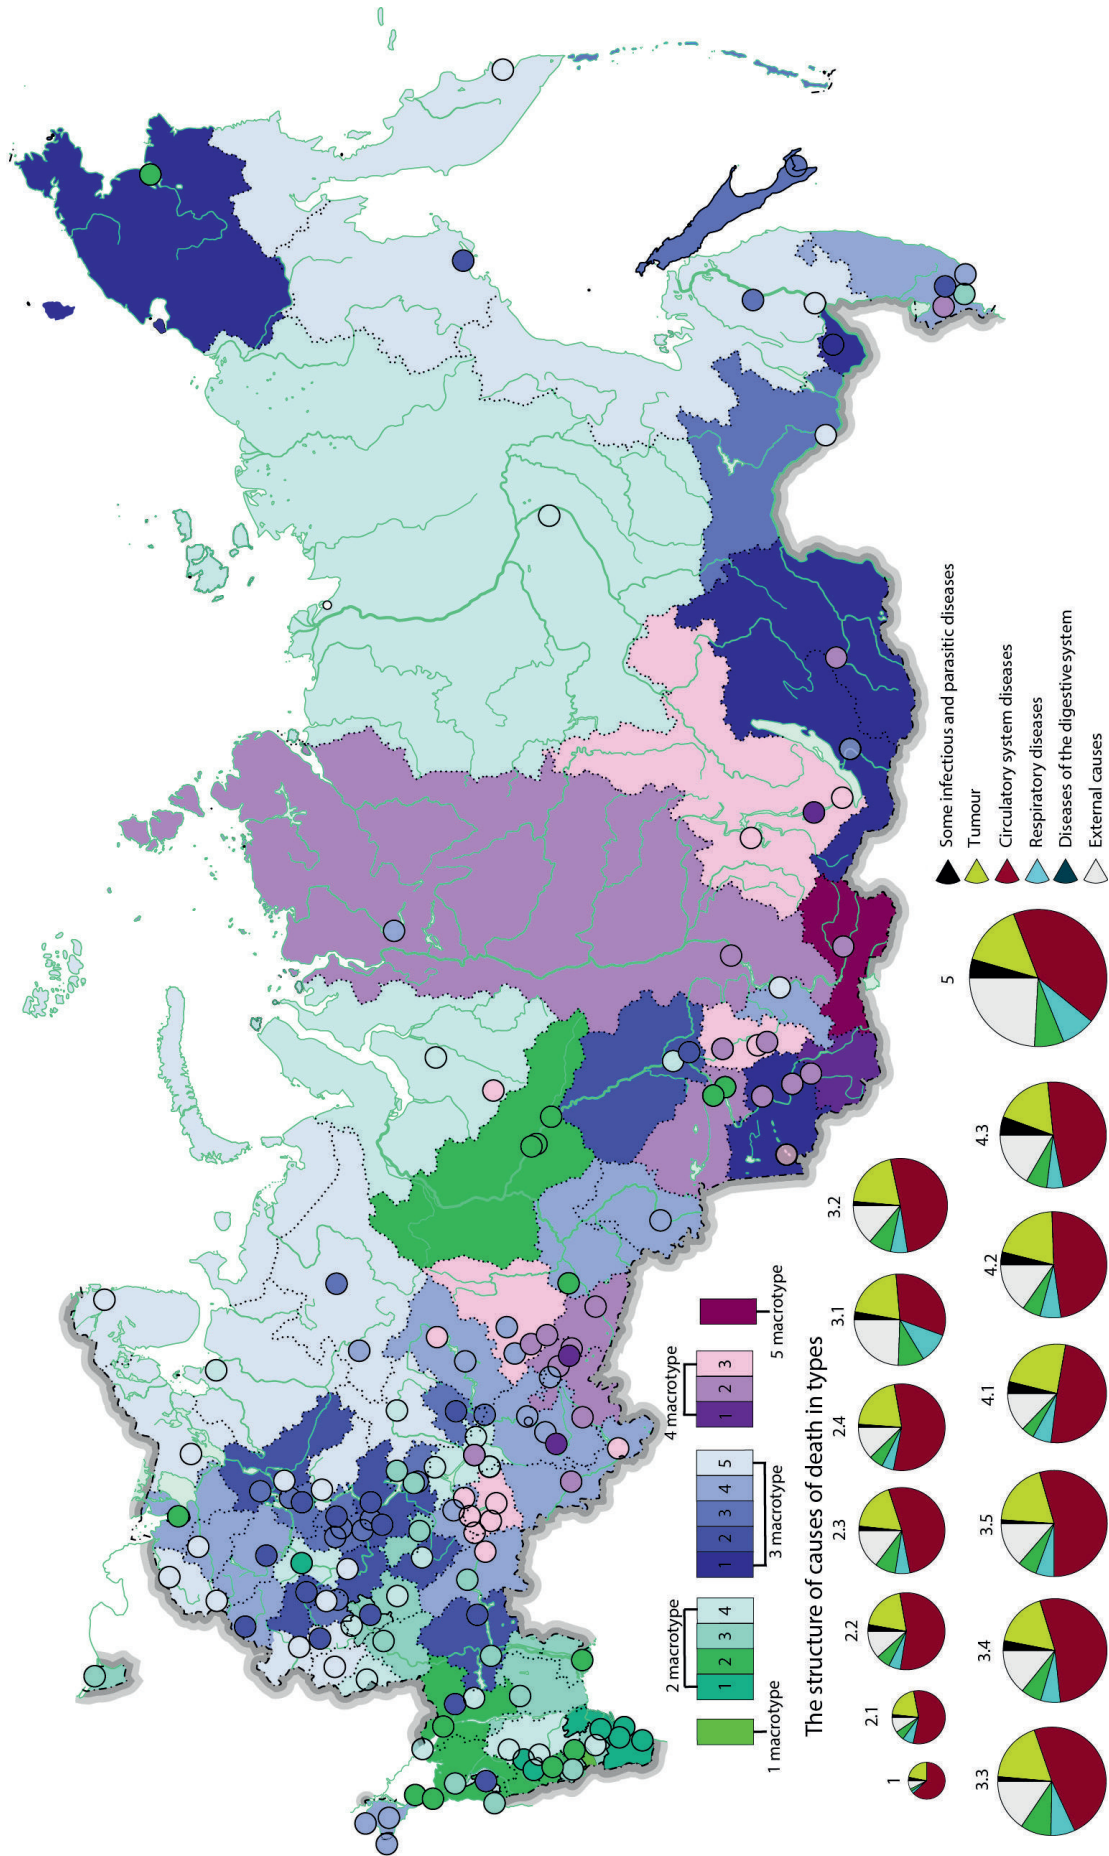 1 macrotype
2 macrotype
1 2 3 4
3 macrotype
1 2 3 4 5
4 macrotype
1 2 3
5 macrotype
The structure of causes of death in types
1
2.1
2.2
2.3
2.4
3.1
3.2
3.3
3.4
3.5
4.1
4.2
4.3
5
Some infectious and parasitic diseases
Tumour
Circulatory system diseases
Respiratory diseases
Diseases of the digestive system
External causes